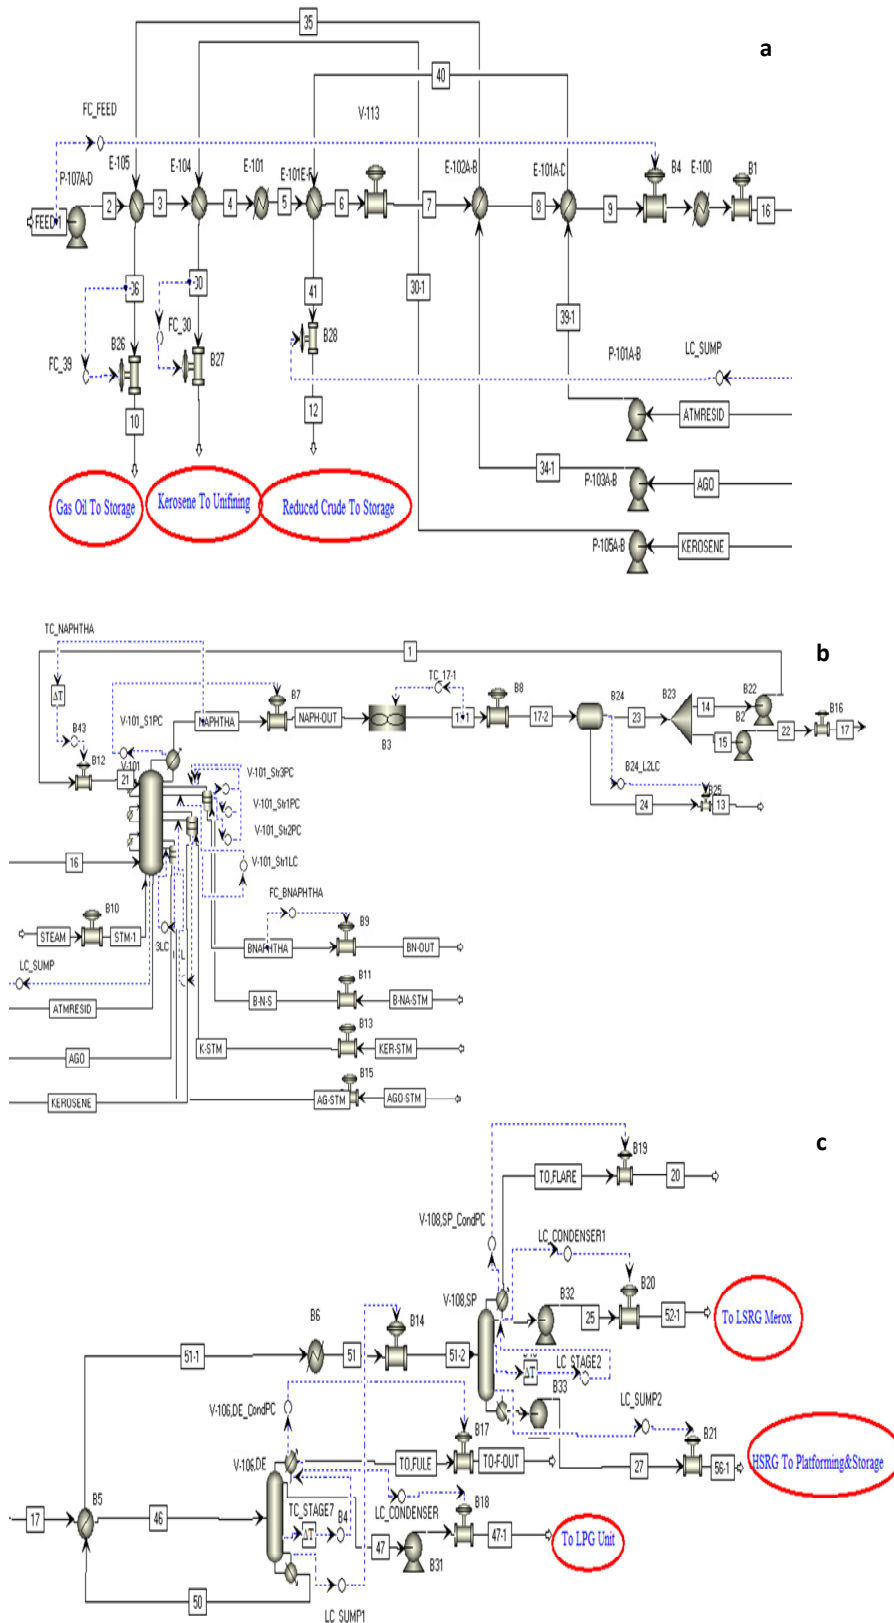 35
a
40
FC_FEED
V-113
E-105
E-104
E-101
E-101E-F
E-102A-B
E-101A-C
B4
E-100
B1
P-107A-D
FEED-1
2
3
4
5
6
7
8
9
16
36
30
41
30-1
39-1
FC_39
B26
FC_30
B27
B28
P-101A-B
LC_SUMP
10
12
ATMRESID
34-1
P-103A-B
AGO
Gas Oil To Storage
Kerosene To Unifining
Reduced Crude To Storage
P-105A-B
KEROSENE
TC_NAPHTHA
1
b
ΔT
B7
TC_17-1
B8
B24
B23
14
B22
B16
V-101_S1PC
NAPHTHA
NAPH-OUT
17-2
23
B2
22
17
B43
B3
15
B12
V-101
21
V-101_Str3PC
B24_L2LC
B25
24
13
V-101_Str1PC
V-101_Str2PC
16
V-101_Str1LC
FC_BNAPHTHA
B10
B9
STEAM
STM-1
3LC
BNAPHTHA
BN-OUT
LC_SUMP
B11
B-N-S
B-NA-STM
ATMRESID
B13
K-STM
KER-STM
AGO
B15
AG-STM
AGO-STM
KEROSENE
c
B19
TO,FLARE
20
V-108,SP_CondPC
LC_CONDENSER1
V-108,SP
B32
B20
B6
B14
25
52-1
To LSRG Merox
51-1
51
51-2
ΔT
LC_STAGE2
B33
LC_SUMP2
V-106,DE_CondPC
B17
B21
V-106,DE
TO,FULE
TO-F-OUT
27
56-1
HSRG To Platforming&Storage
17
B5
46
TC_STAGE7
B4
LC_CONDENSER
B18
ΔT
47
47-1
To LPG Unit
B31
50
LC_SUMP1